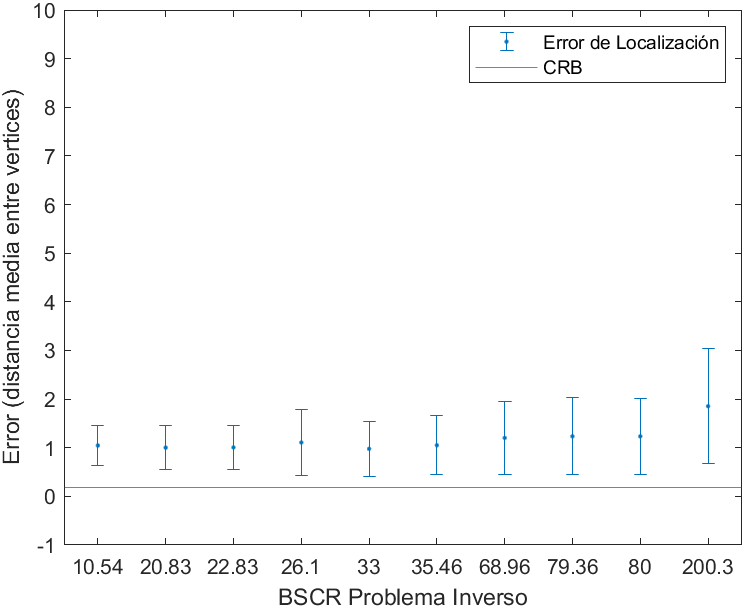 10
9
8
7
6
5
4
3
2
1
0
-1
Error (distancia media entre vertices)
Error de Localización
CRB
10.54 20.83 22.83 26.1 33 35.46 68.96 79.36 80 200.3
BSCR Problema Inverso